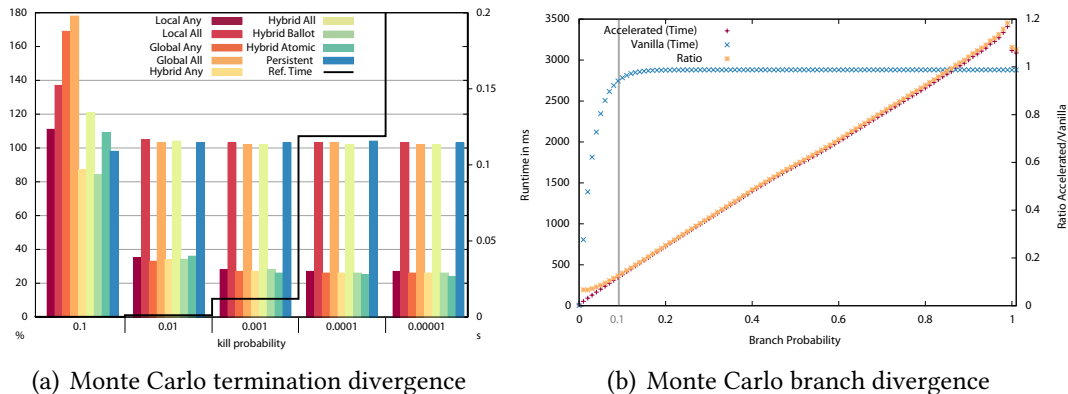 180
160
140
120
100
80
60
40
20
0
%
0.2
0.15
0.1
0.05
0
s
Local Any
Local All
Global Any
Global All
Hybrid Any
Hybrid All
Hybrid Ballot
Hybrid Atomic
Persistent
Ref. Time
0.1 0.01 0.001 0.0001 0.00001
kill probability
(a) Monte Carlo termination divergence
3500
3000
2500
2000
1500
1000
500
0
Runtime in ms
Accelerated (Time)
Vanilla (Time)
Ratio
1.2
1
0.8
0.6
0.4
0.2
0
Ratio Accelerated/Vanilla
0 0.1 0.2 0.4 0.6 0.8 1
Branch Probability
(b) Monte Carlo branch divergence